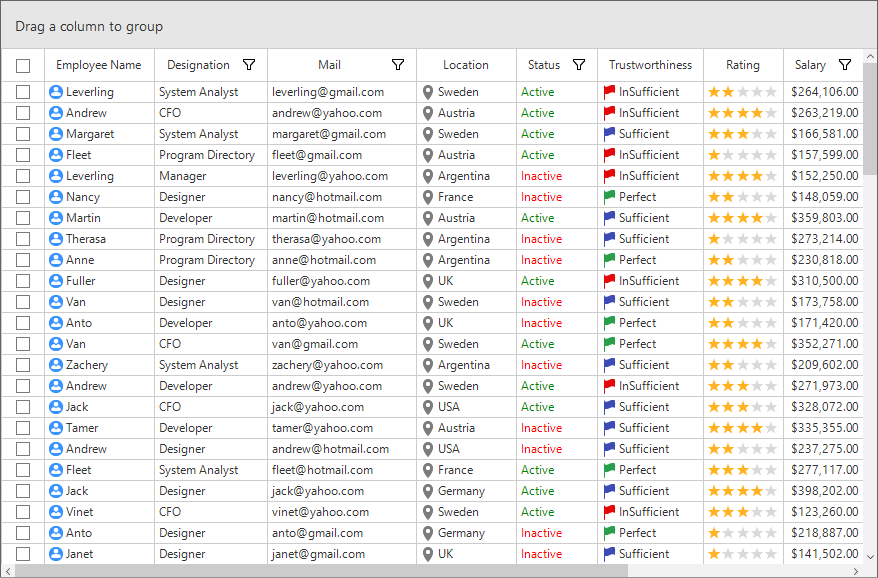 Drag a column to group
Employee Name Designation Mail Location Status Trustworthiness Rating Salary
Leverling System Analyst leverling@gmail.com Sweden Active InSufficient $264,106.00
Andrew CFO andrew@yahoo.com Austria Active InSufficient $263,219.00
Margaret System Analyst margaret@gmail.com Sweden Active Sufficient $166,581.00
Fleet Program Directory fleet@gmail.com Austria Active InSufficient $157,599.00
Leverling Manager leverling@yahoo.com Argentina Inactive InSufficient $152,250.00
Nancy Designer nancy@hotmail.com France Inactive Perfect $148,059.00
Martin Developer martin@hotmail.com Austria Active Sufficient $359,803.00
Therasa Program Directory therasa@yahoo.com Argentina Inactive Sufficient $273,214.00
Anne Program Directory anne@hotmail.com Argentina Inactive Perfect $230,818.00
Fuller Designer fuller@yahoo.com UK Active InSufficient $310,500.00
Van Designer van@hotmail.com Sweden Inactive Sufficient $173,758.00
Anto Developer anto@yahoo.com UK Inactive Perfect $171,420.00
Van CFO van@gmail.com Sweden Active Perfect $352,271.00
Zachery System Analyst zachery@yahoo.com Argentina Inactive Sufficient $209,602.00
Andrew Developer andrew@yahoo.com Sweden Active InSufficient $271,973.00
Jack CFO jack@yahoo.com USA Active Sufficient $328,072.00
Tamer Developer tamer@yahoo.com Austria Inactive Sufficient $335,355.00
Andrew Designer andrew@hotmail.com USA Inactive Sufficient $237,275.00
Fleet System Analyst fleet@hotmail.com France Active Perfect $277,117.00
Jack Designer jack@yahoo.com Germany Active Sufficient $398,202.00
Vinet CFO vinet@yahoo.com Sweden Active InSufficient $123,260.00
Anto Designer anto@gmail.com Germany Inactive Perfect $218,887.00
Janet Designer janet@gmail.com UK Inactive Sufficient $141,502.00